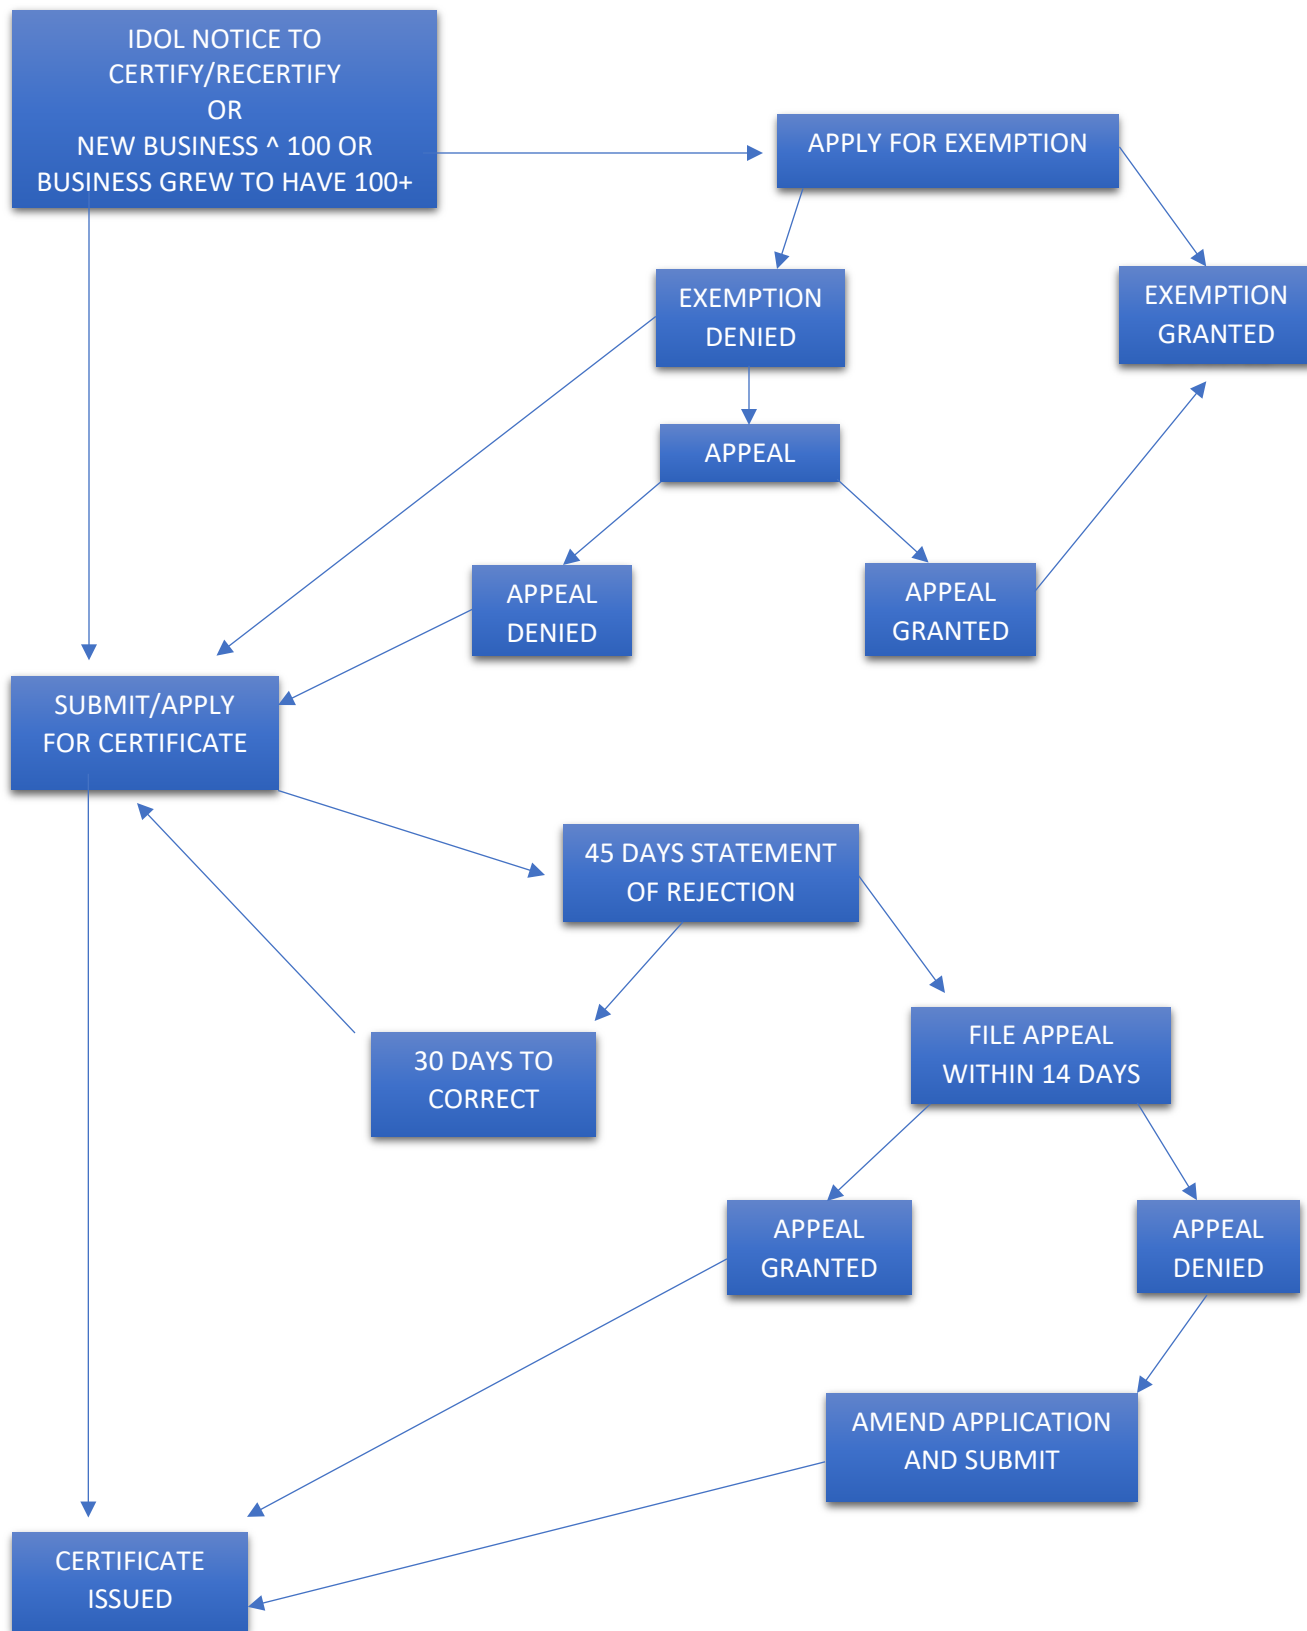 IDOL NOTICE TO
CERTIFY/RECERTIFY
OR
NEW BUSINESS ^ 100 OR
BUSINESS GREW TO HAVE 100+
APPLY FOR EXEMPTION
EXEMPTION
DENIED
EXEMPTION
GRANTED
APPEAL
APPEAL
DENIED
APPEAL
GRANTED
SUBMIT/APPLY
FOR CERTIFICATE
45 DAYS STATEMENT
OF REJECTION
30 DAYS TO
CORRECT
FILE APPEAL
WITHIN 14 DAYS
APPEAL
GRANTED
APPEAL
DENIED
AMEND APPLICATION
AND SUBMIT
CERTIFICATE
ISSUED